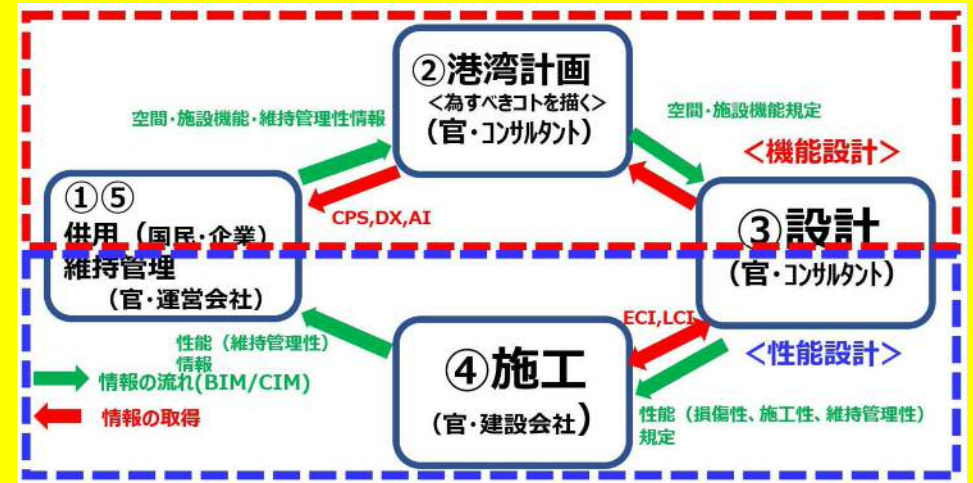 ②港湾計画
<為すべきコトを描く>
(官・コンサルタント)
空間・施設機能・維持管理性情報
空間・施設機能規定
<機能設計>
CPS,DX,AI
①⑤
供用(国民・企業)
維持管理
(官・運営会社)
③設計
(官・コンサルタント)
ECI,LCI
<性能設計>
④施工
(官・建設会社)
性能(維持管理性)
情報
情報の流れ(BIM/CIM)
情報の取得
性能(損傷性、施工性、維持管理性)
規定